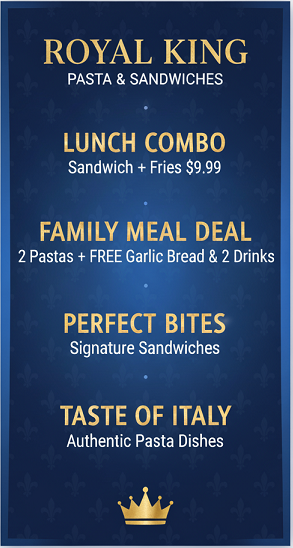 ROYAL KING
PASTA & SANDWICHES
LUNCH COMBO
Sandwich + Fries $9.99
FAMILY MEAL DEAL
2 Pastas + FREE Garlic Bread & 2 Drinks
PERFECT BITES
Signature Sandwiches
TASTE OF ITALY
Authentic Pasta Dishes